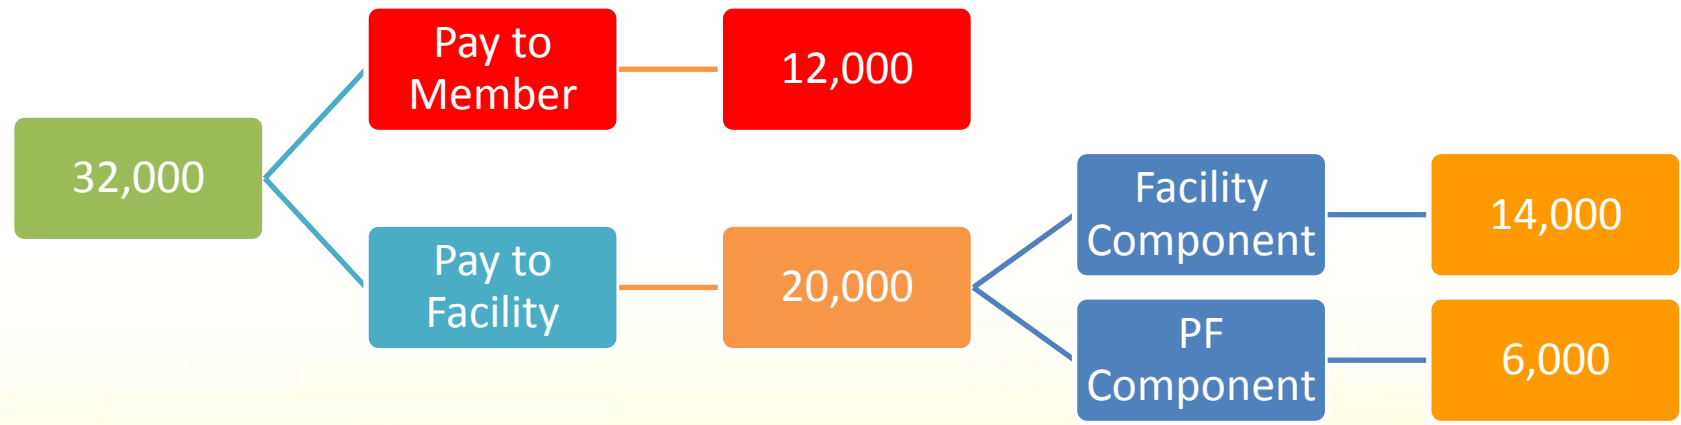 32,000
Pay to
Member
12,000
Pay to
Facility
20,000
Facility
Component
14,000
PF
Component
6,000